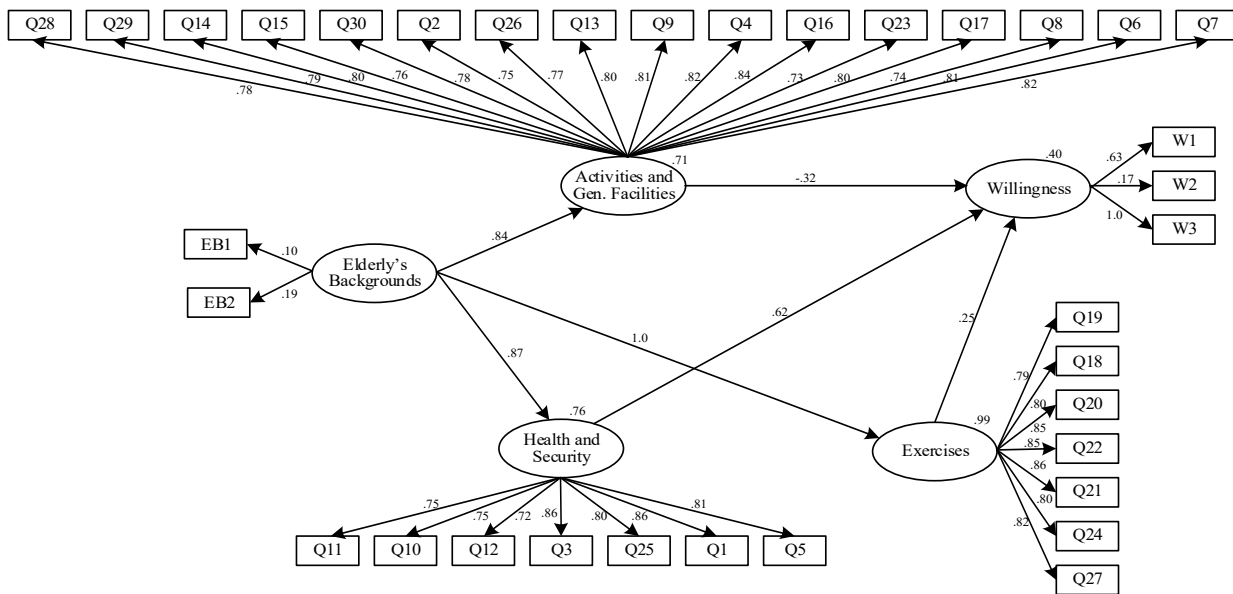 Q28 Q29 Q14 Q15 Q30 Q2 Q26 Q13 Q9 Q4 Q16 Q23 Q17 Q8 Q6 Q7
.78 .79 .80 .76 .78 .75 .77 .80 .81 .82 .84 .73 .80 .74 .81 .82
.71
Activities and
Gen. Facilities
-.32
.40
Willingness
.63
.17
1.0
W1
W2
W3
EB1
EB2
.10
.19
Elderly's
Backgrounds
.84
.87
1.0
.62
.25
.76
Health and
Security
.99
Exercises
.79
.80
.85
.85
.86
.80
.82
Q19
Q18
Q20
Q22
Q21
Q24
Q27
.75 .75 .72 .86 .80 .86 .81
Q11 Q10 Q12 Q3 Q25 Q1 Q5